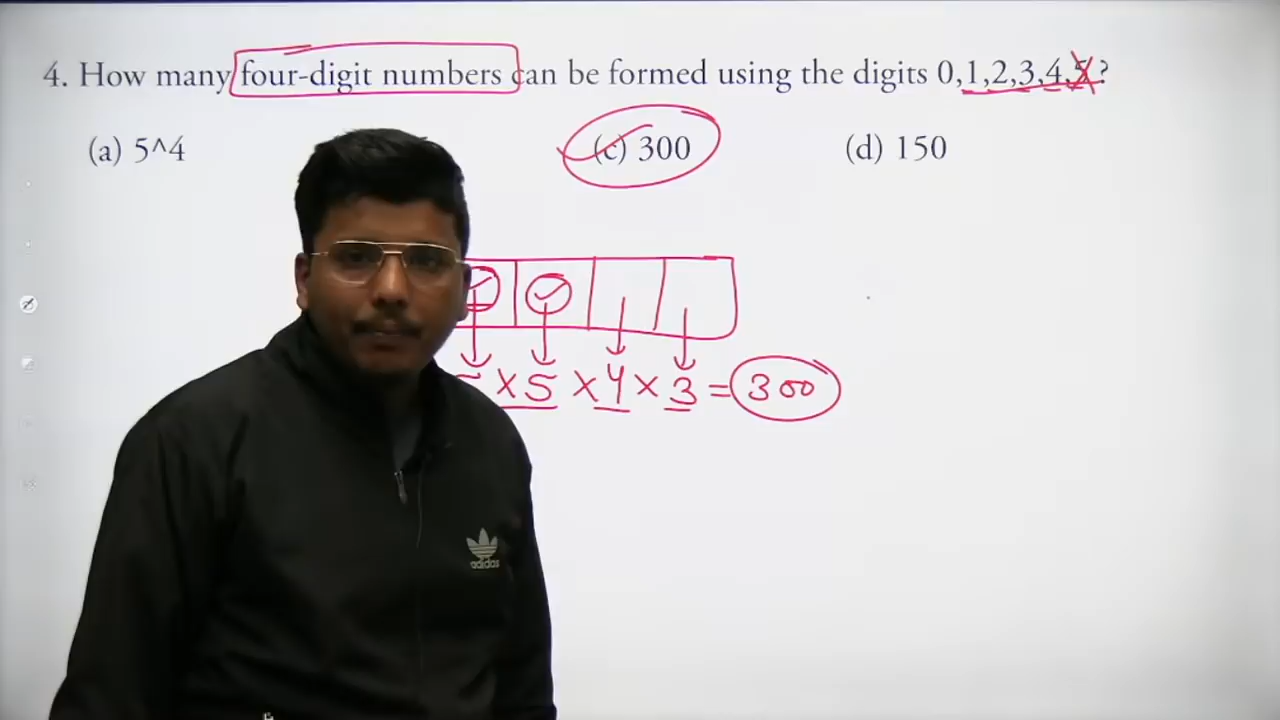 4. How many four-digit numbers can be formed using the digits 0,1,2,3,4,5?
(a) 5^4 (c) 300 (d) 150
× 5 × 4 × 3 = 300
adidas